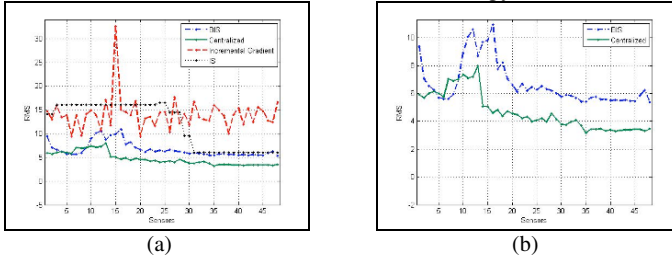 DIS
Centralized
Incremental Gradient
IS
RMS
30
25
20
15
10
5
0
-5
5 10 15 20 25 30 35 40 45
Sensors
(a)
DIS
Centralized
RMS
10
8
6
4
2
0
-2
5 10 15 20 25 30 35 40 45
Sensors
(b)